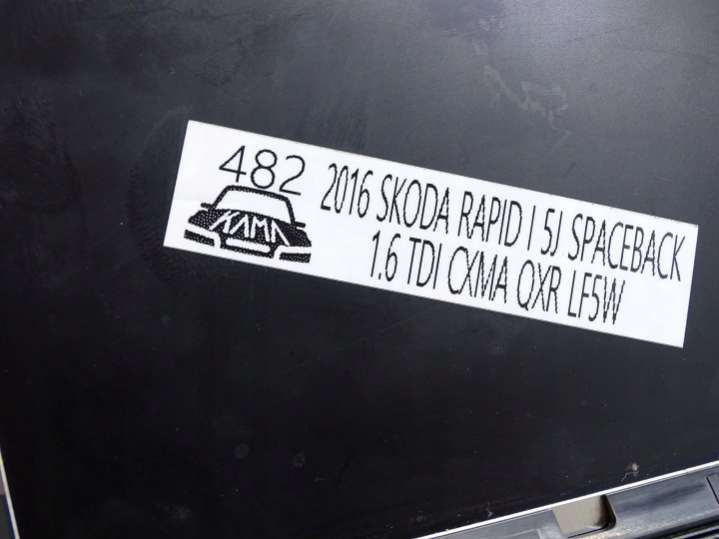 482
KAMA
2016 SKODA RAPID I 5J SPACEBACK
1.6 TDI CXMA QXR LF5W